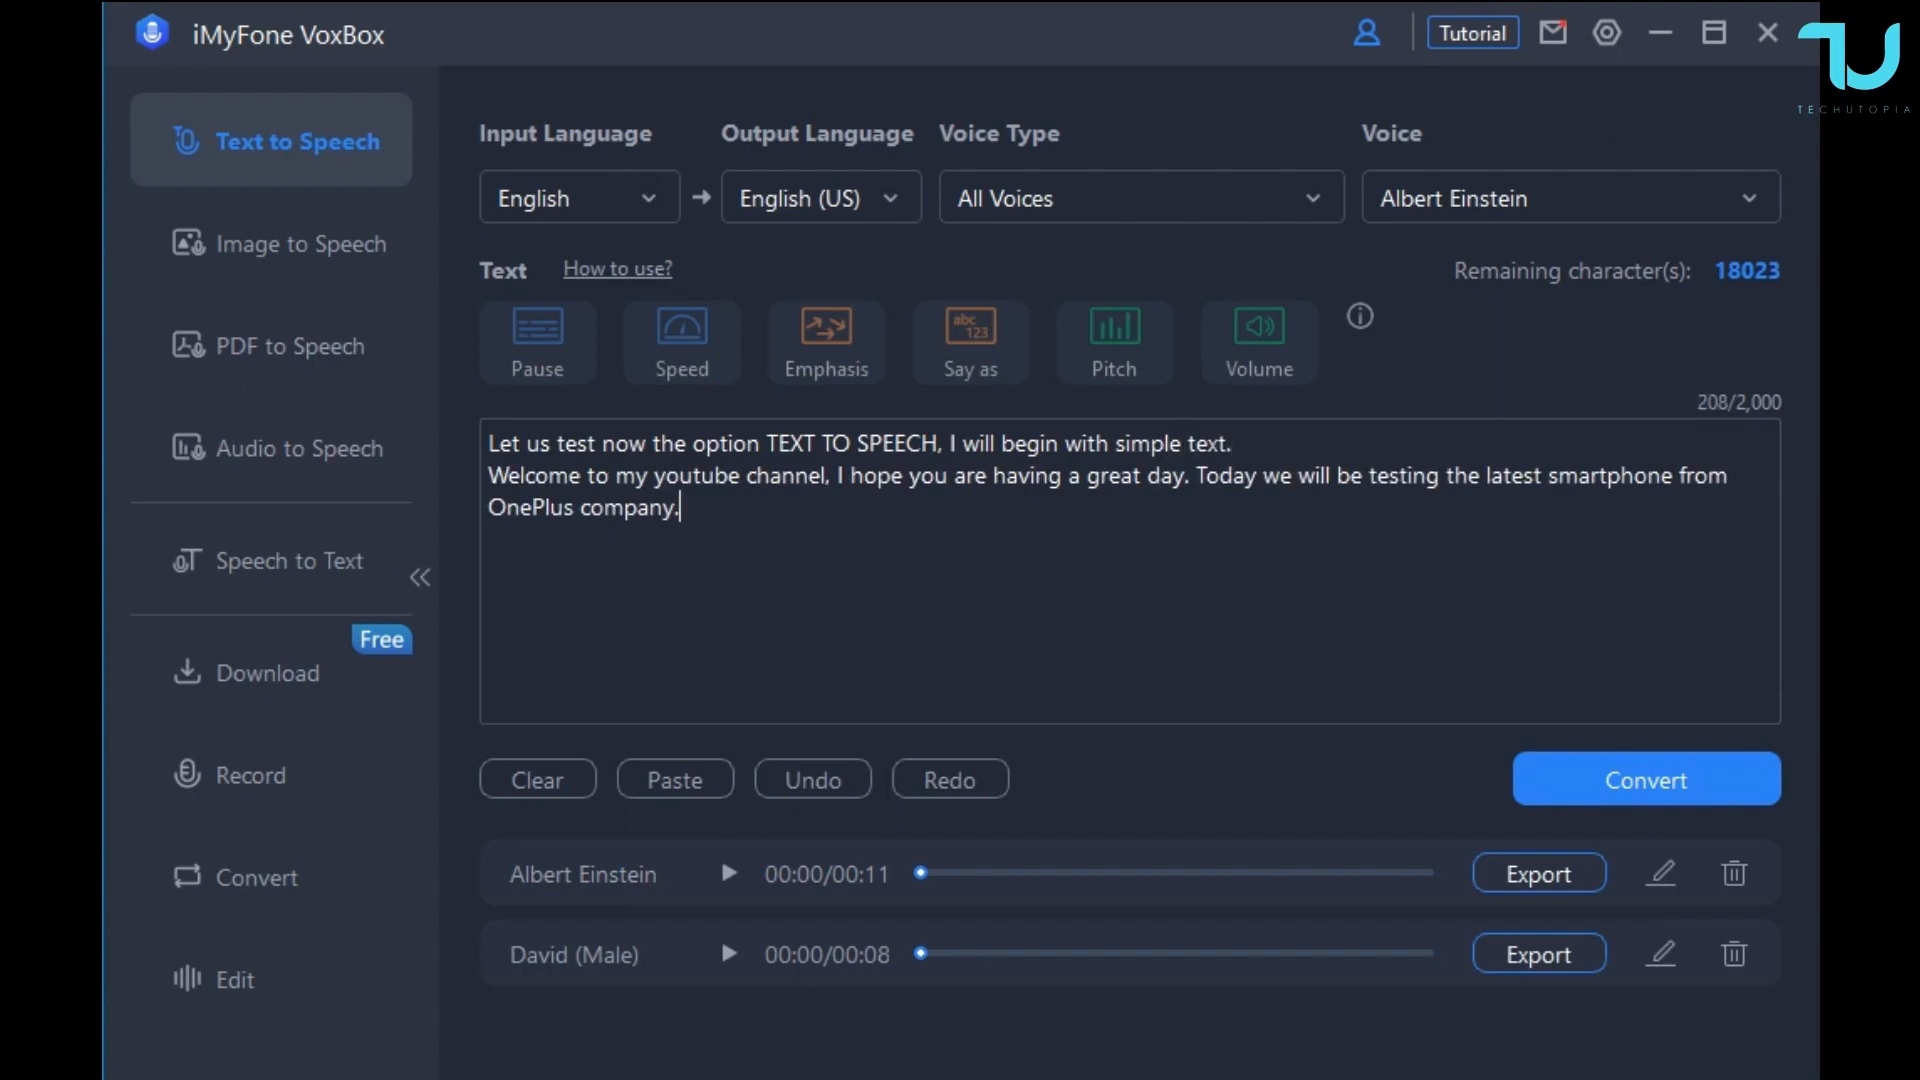 iMyFone VoxBox
Tutorial
TECHUTOPIA
Text to Speech
Image to Speech
PDF to Speech
Audio to Speech
Speech to Text
Free
Download
Record
Convert
Edit
Input Language
Output Language
Voice Type
Voice
English
English (US)
All Voices
Albert Einstein
Text
How to use?
Remaining character(s): 18023
Pause
Speed
Emphasis
abc
123
Say as
Pitch
Volume
208/2,000
Let us test now the option TEXT TO SPEECH, I will begin with simple text.
Welcome to my youtube channel, I hope you are having a great day. Today we will be testing the latest smartphone from
OnePlus company.
Clear
Paste
Undo
Redo
Convert
Albert Einstein
00:00/00:11
Export
David (Male)
00:00/00:08
Export